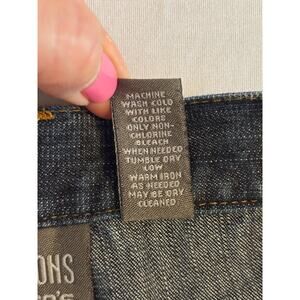 MACHINE
WASH COLD
WITH LIKE
COLORS
ONLY NON-
CHLORINE
BLEACH
WHEN NEEDED
TUMBLE DRY
LOW
WARM IRON
AS NEEDED
MAY BE DRY
CLEANED
ONS